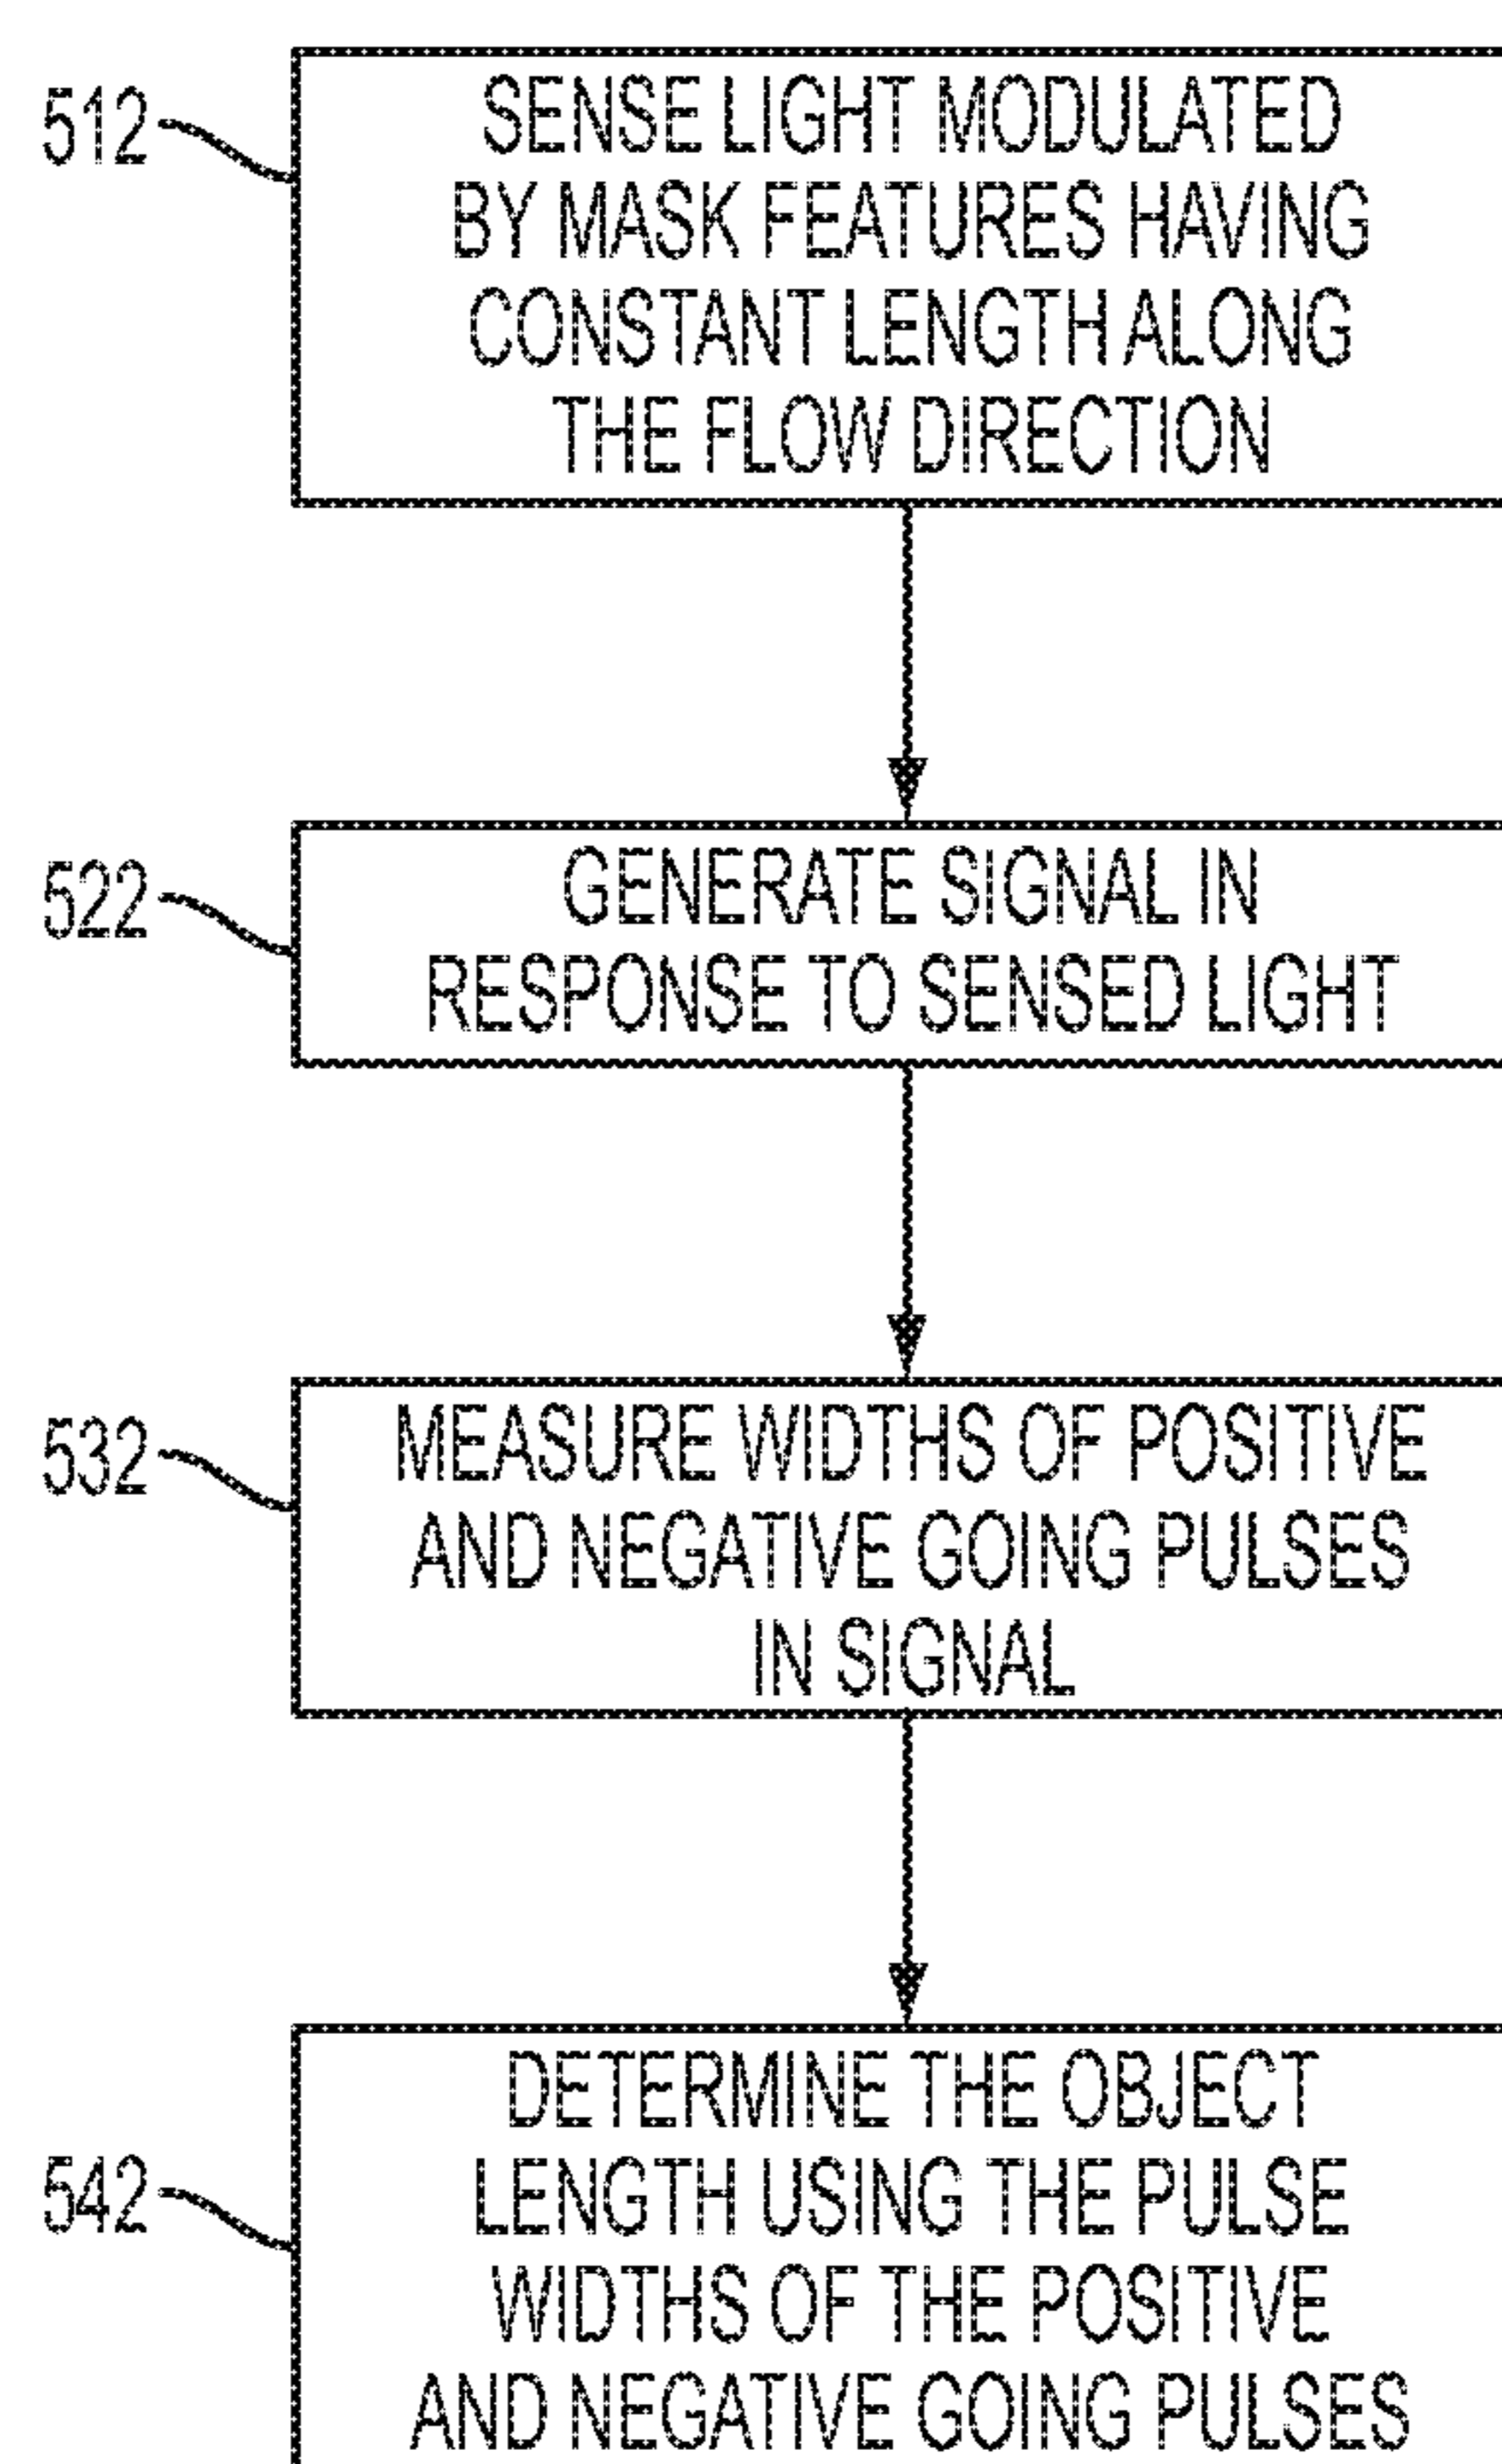 512
SENSE LIGHT MODULATED
BY MASK FEATURES HAVING
CONSTANT LENGTH ALONG
THE FLOW DIRECTION
522
GENERATE SIGNAL IN
RESPONSE TO SENSED LIGHT
532
MEASURE WIDTHS OF POSITIVE
AND NEGATIVE GOING PULSES
IN SIGNAL
542
DETERMINE THE OBJECT
LENGTH USING THE PULSE
WIDTHS OF THE POSITIVE
AND NEGATIVE GOING PULSES